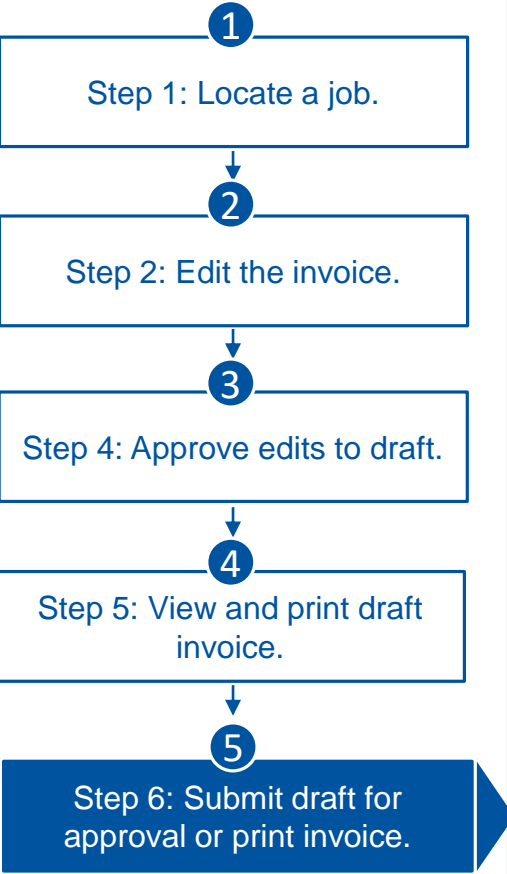 1
Step 1: Locate a job.
2
Step 2: Edit the invoice.
3
Step 4: Approve edits to draft.
4
Step 5: View and print draft
invoice.
5
Step 6: Submit draft for
approval or print invoice.